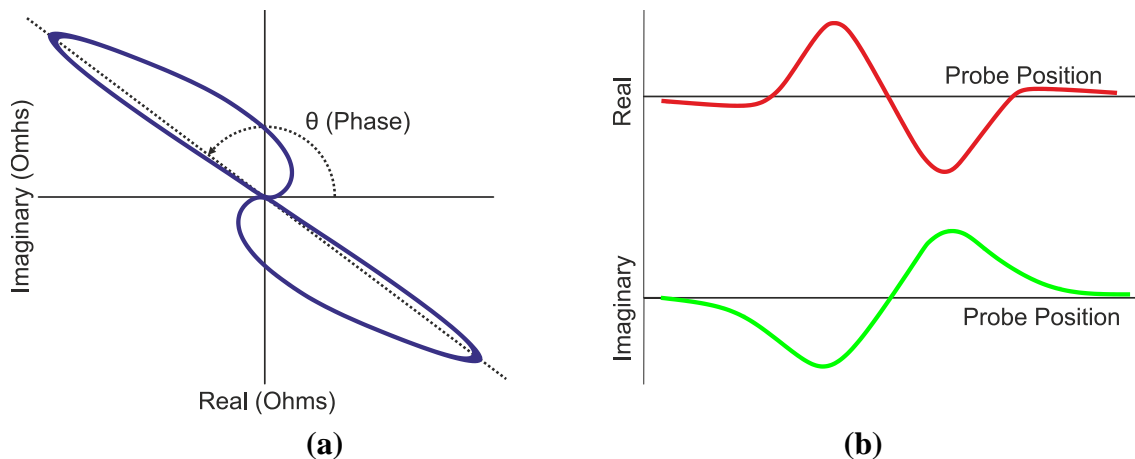 Imaginary (Omhs)
θ (Phase)
Real (Ohms)
(a)
Real
Probe Position
Imaginary
Probe Position
(b)